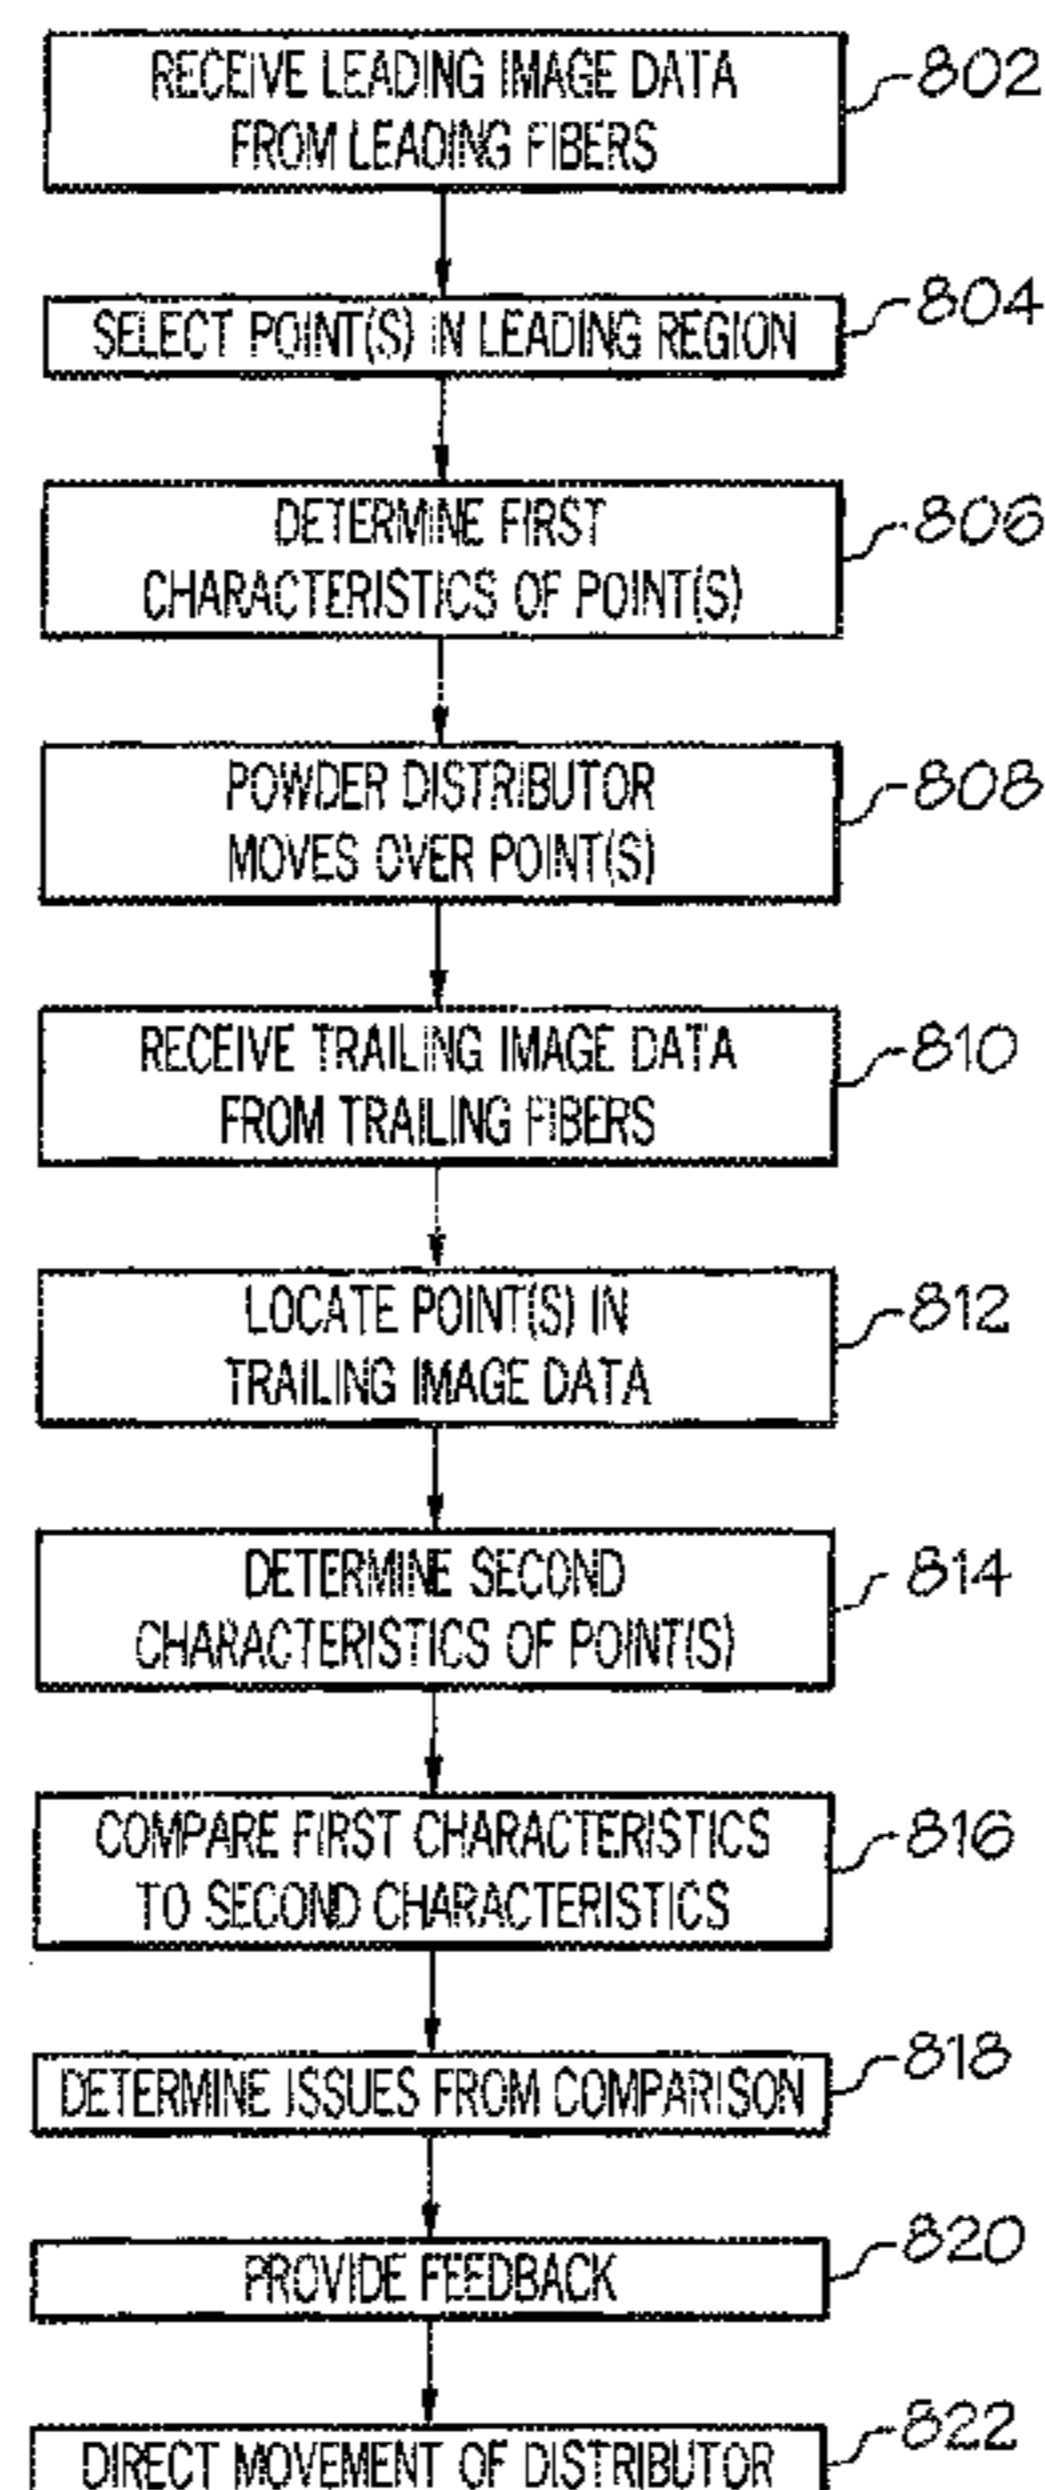 RECEIVE LEADING IMAGE DATA
FROM LEADING FIBERS
802
SELECT POINT(S) IN LEADING REGION
804
DETERMINE FIRST
CHARACTERISTICS OF POINT(S)
806
POWDER DISTRIBUTOR
MOVES OVER POINT(S)
808
RECEIVE TRAILING IMAGE DATA
FROM TRAILING FIBERS
810
LOCATE POINT(S) IN
TRAILING IMAGE DATA
812
DETERMINE SECOND
CHARACTERISTICS OF POINT(S)
814
COMPARE FIRST CHARACTERISTICS
TO SECOND CHARACTERISTICS
816
DETERMINE ISSUES FROM COMPARISON
818
PROVIDE FEEDBACK
820
DIRECT MOVEMENT OF DISTRIBUTOR
822